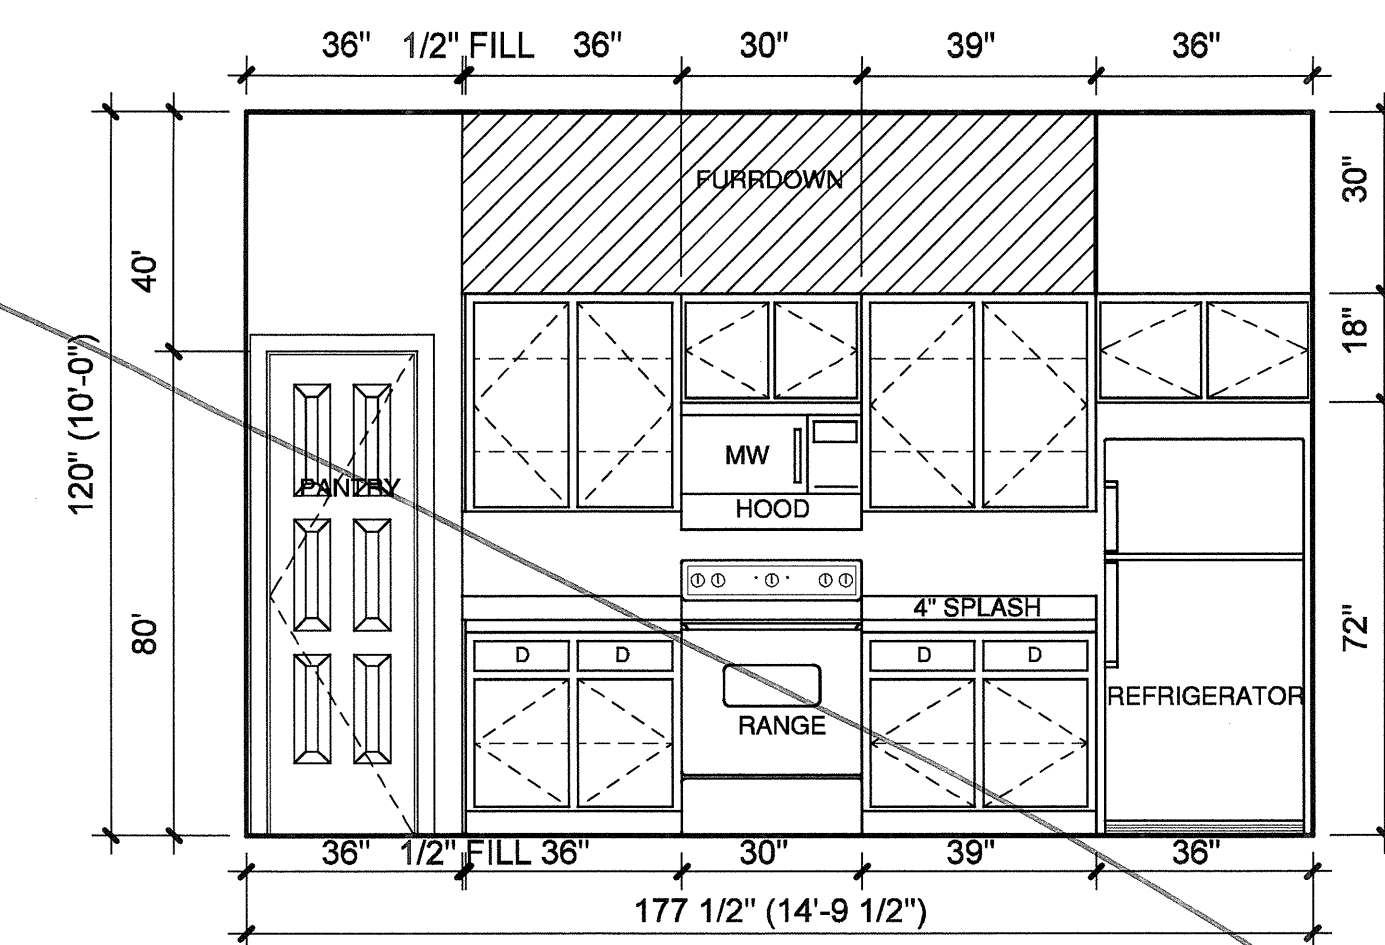 36" 1/2" FILL 36" 30" 39" 36"
FURRDOWN
30"
40'
18"
120" (10'-0")
MW
PANTRY
HOOD
4" SPLASH
80'
72"
D D D D
REFRIGERATOR
RANGE
36" 1/2" FILL 36" 30" 39" 36"
177 1/2" (14'-9 1/2")